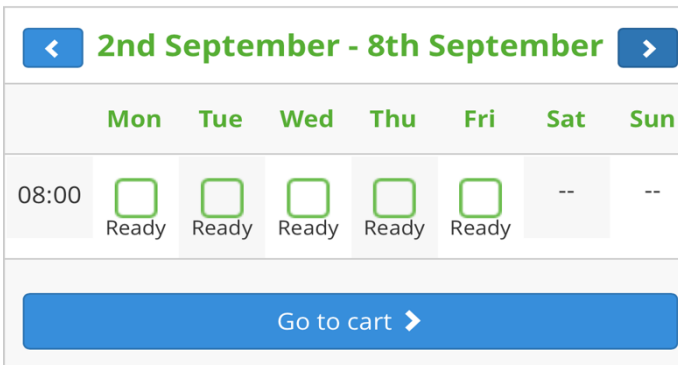 2nd September - 8th September
Mon Tue Wed Thu Fri Sat Sun
08:00 -- --
Ready Ready Ready Ready Ready
Go to cart